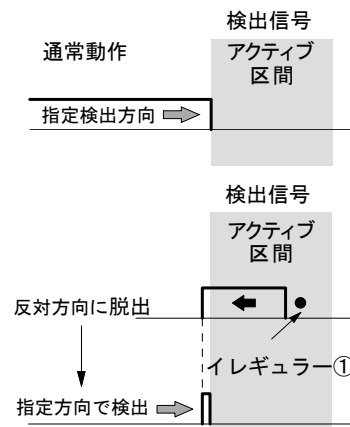 検出信号
通常動作
アクティブ
区間
指定検出方向
検出信号
アクティブ
区間
反対方向に脱出
イレギュラー①
指定方向で検出